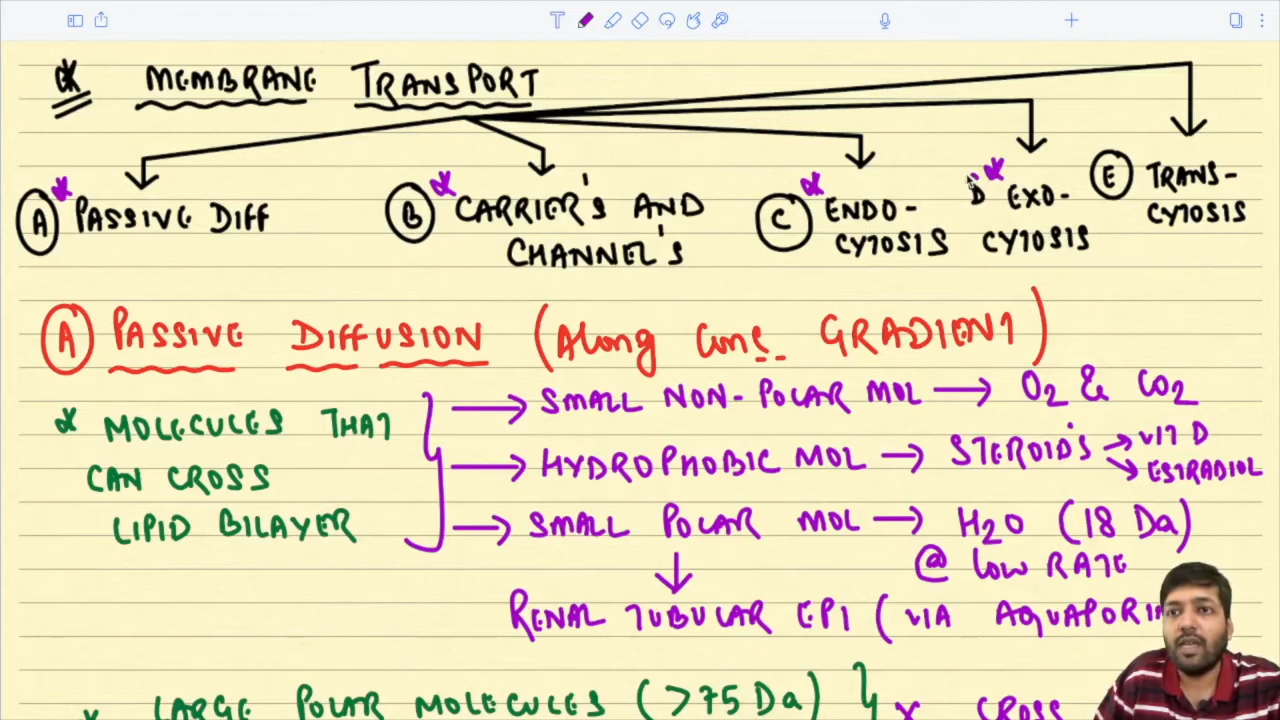 * MEMBRANE TRANSPORT
A PASSIVE DIFF
B CARRIER'S AND CHANNEL'S
C ENDO-CYTOSIS
D EXO-CYTOSIS
E TRANS-CYTOSIS
A PASSIVE DIFFUSION (Along Conc. GRADIENT)
* MOLECULES THAT
CAN CROSS
LIPID BILAYER
→ SMALL NON-POLAR MOL → O2 & CO2
→ HYDROPHOBIC MOL → STEROID'S → VIT D
→ ESTRADIOL
→ SMALL POLAR MOL → H2O (18 Da)
@ LOW RATE
RENAL TUBULAR EPI (VIA AQUAPORIN
* LARGE POLAR MOLECULES (>75 Da) } x CROSS